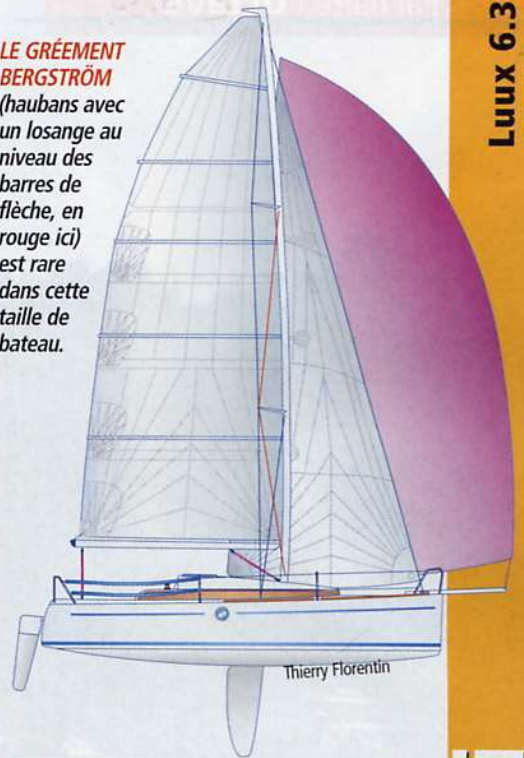 LE GRÉEMENT
BERGSTRÖM
(haubans avec
un losange au
niveau des
barres de
flèche, en
rouge ici)
est rare
dans cette
taille de
bateau.
Luux 6.3
Thierry Florentin